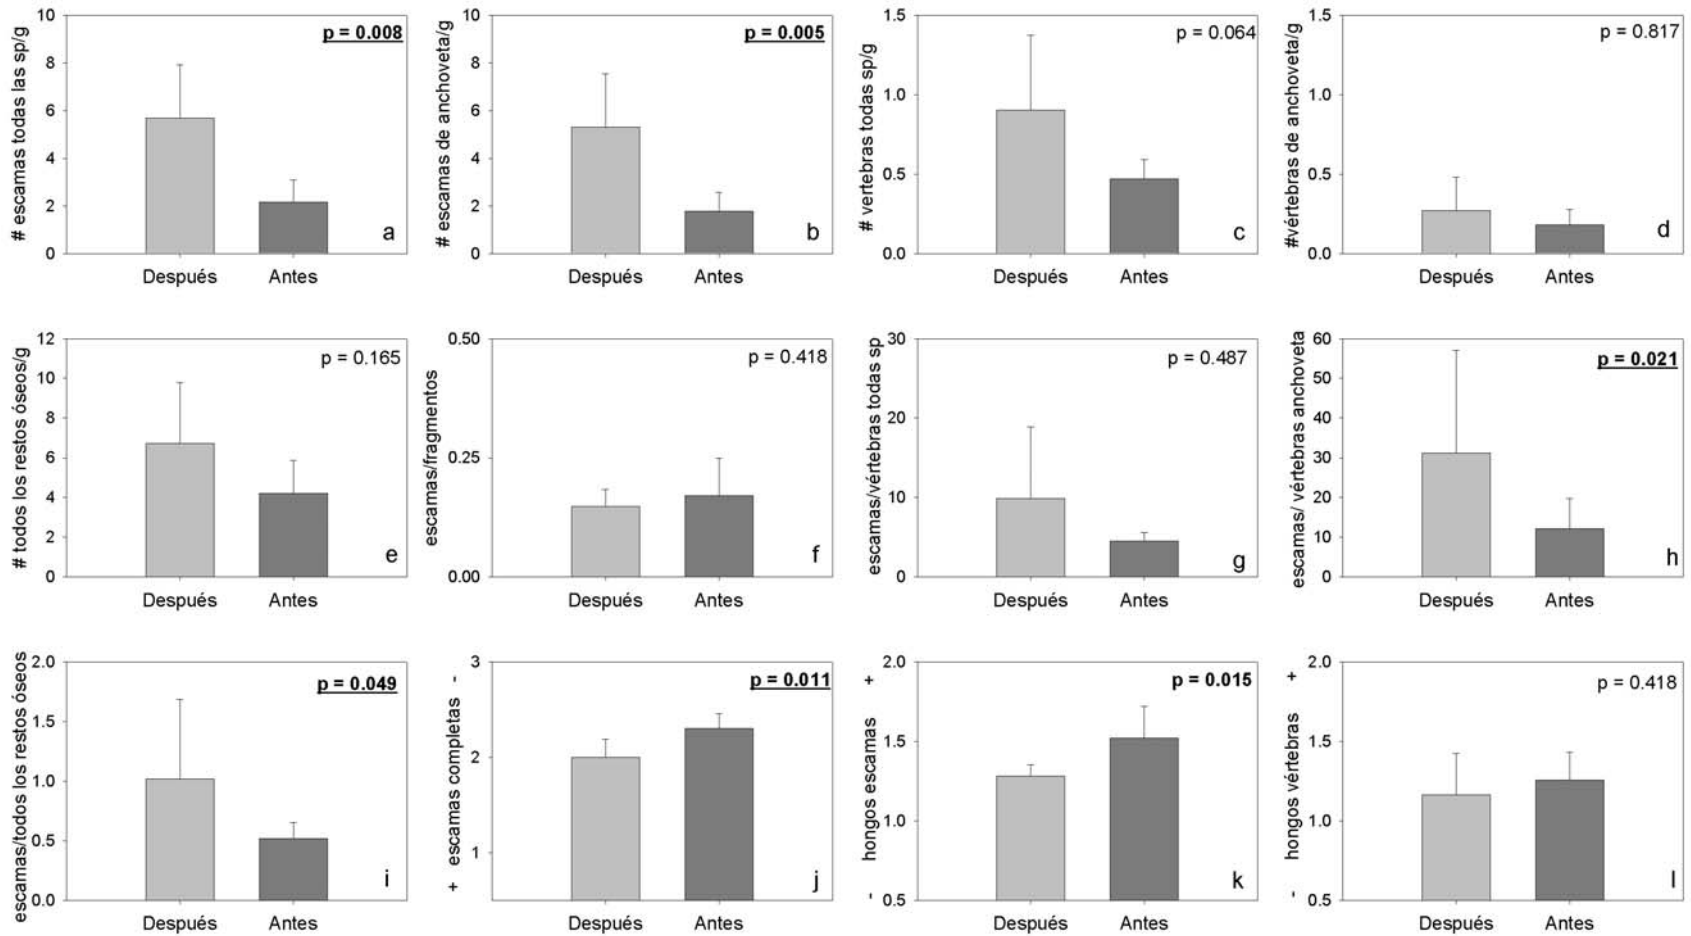 # escamas todas las sp/g
10
8
6
4
2
0
p = 0.008
a
Después Antes
# escamas de anchoveta/g
10
8
6
4
2
0
p = 0.005
b
Después Antes
# vertebras todas sp/g
1.5
1.0
0.5
0.0
p = 0.064
c
Después Antes
#vértebras de anchoveta/g
1.5
1.0
0.5
0.0
p = 0.817
d
Después Antes
# todos los restos óseos/g
12
10
8
6
4
2
0
p = 0.165
e
Después Antes
escamas/fragmentos
0.50
0.25
0.00
p = 0.418
f
Después Antes
escamas/vértebras todas sp
30
20
10
0
p = 0.487
g
Después Antes
escamas/ vértebras anchoveta
60
50
40
30
20
10
0
p = 0.021
h
Después Antes
escamas/todos los restos óseos
2.0
1.5
1.0
0.5
0.0
p = 0.049
i
Después Antes
+ escamas completas -
3
2
1
p = 0.011
j
Después Antes
- hongos escamas +
2.0
1.5
1.0
0.5
p = 0.015
k
Después Antes
- hongos vértebras +
2.0
1.5
1.0
0.5
p = 0.418
l
Después Antes